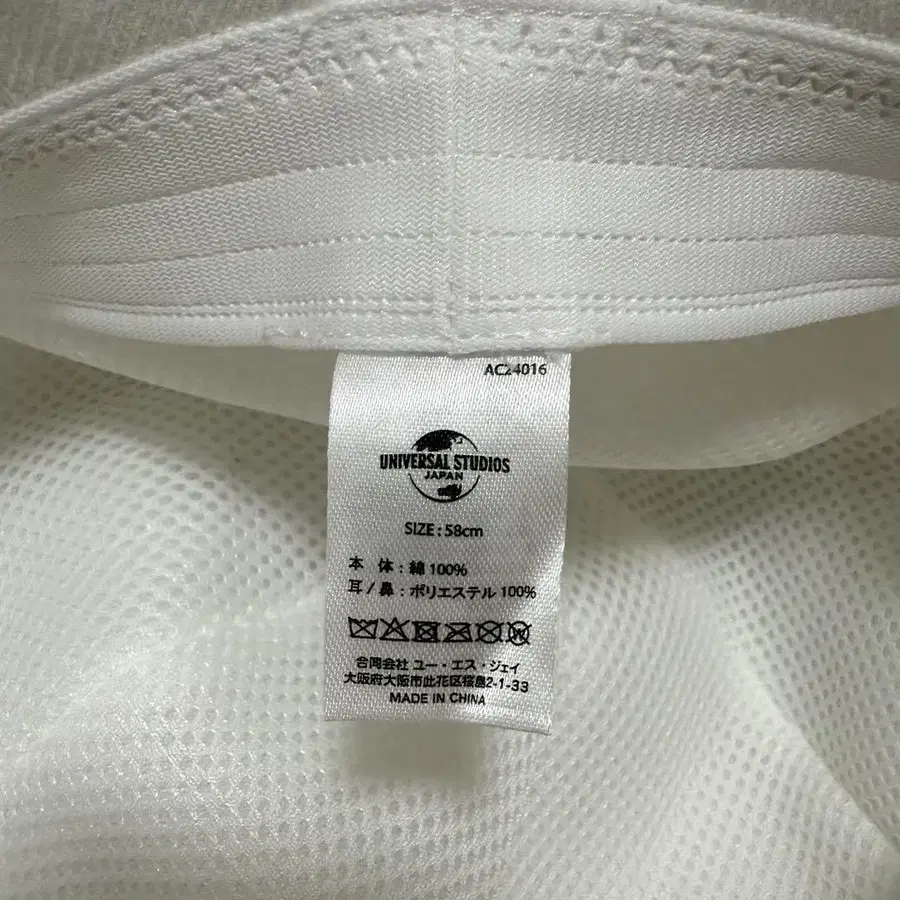 AC24016
UNIVERSAL STUDIOS
JAPAN
SIZE : 58cm
本 体 : 綿 100%
耳 / 鼻 : ポリエステル 100%
W
合同会社 ユー・エス・ジェイ
大阪府大阪市此花区桜島2-1-33
MADE IN CHINA